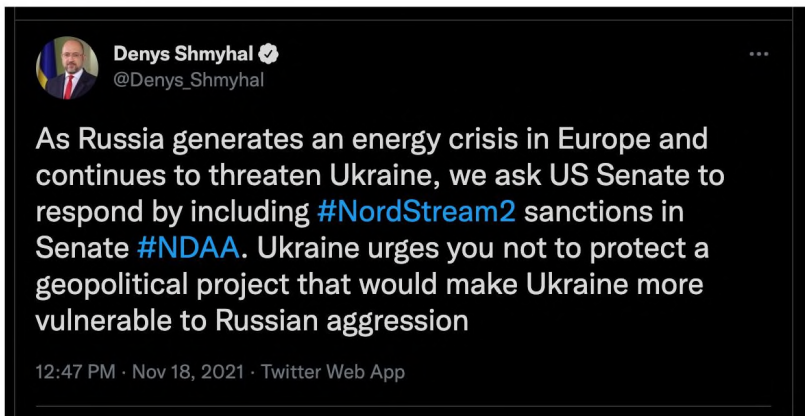 Denys Shmyhal
@Denys_Shmyhal
As Russia generates an energy crisis in Europe and
continues to threaten Ukraine, we ask US Senate to
respond by including #NordStream2 sanctions in
Senate #NDAA. Ukraine urges you not to protect a
geopolitical project that would make Ukraine more
vulnerable to Russian aggression
12:47 PM · Nov 18, 2021 · Twitter Web App